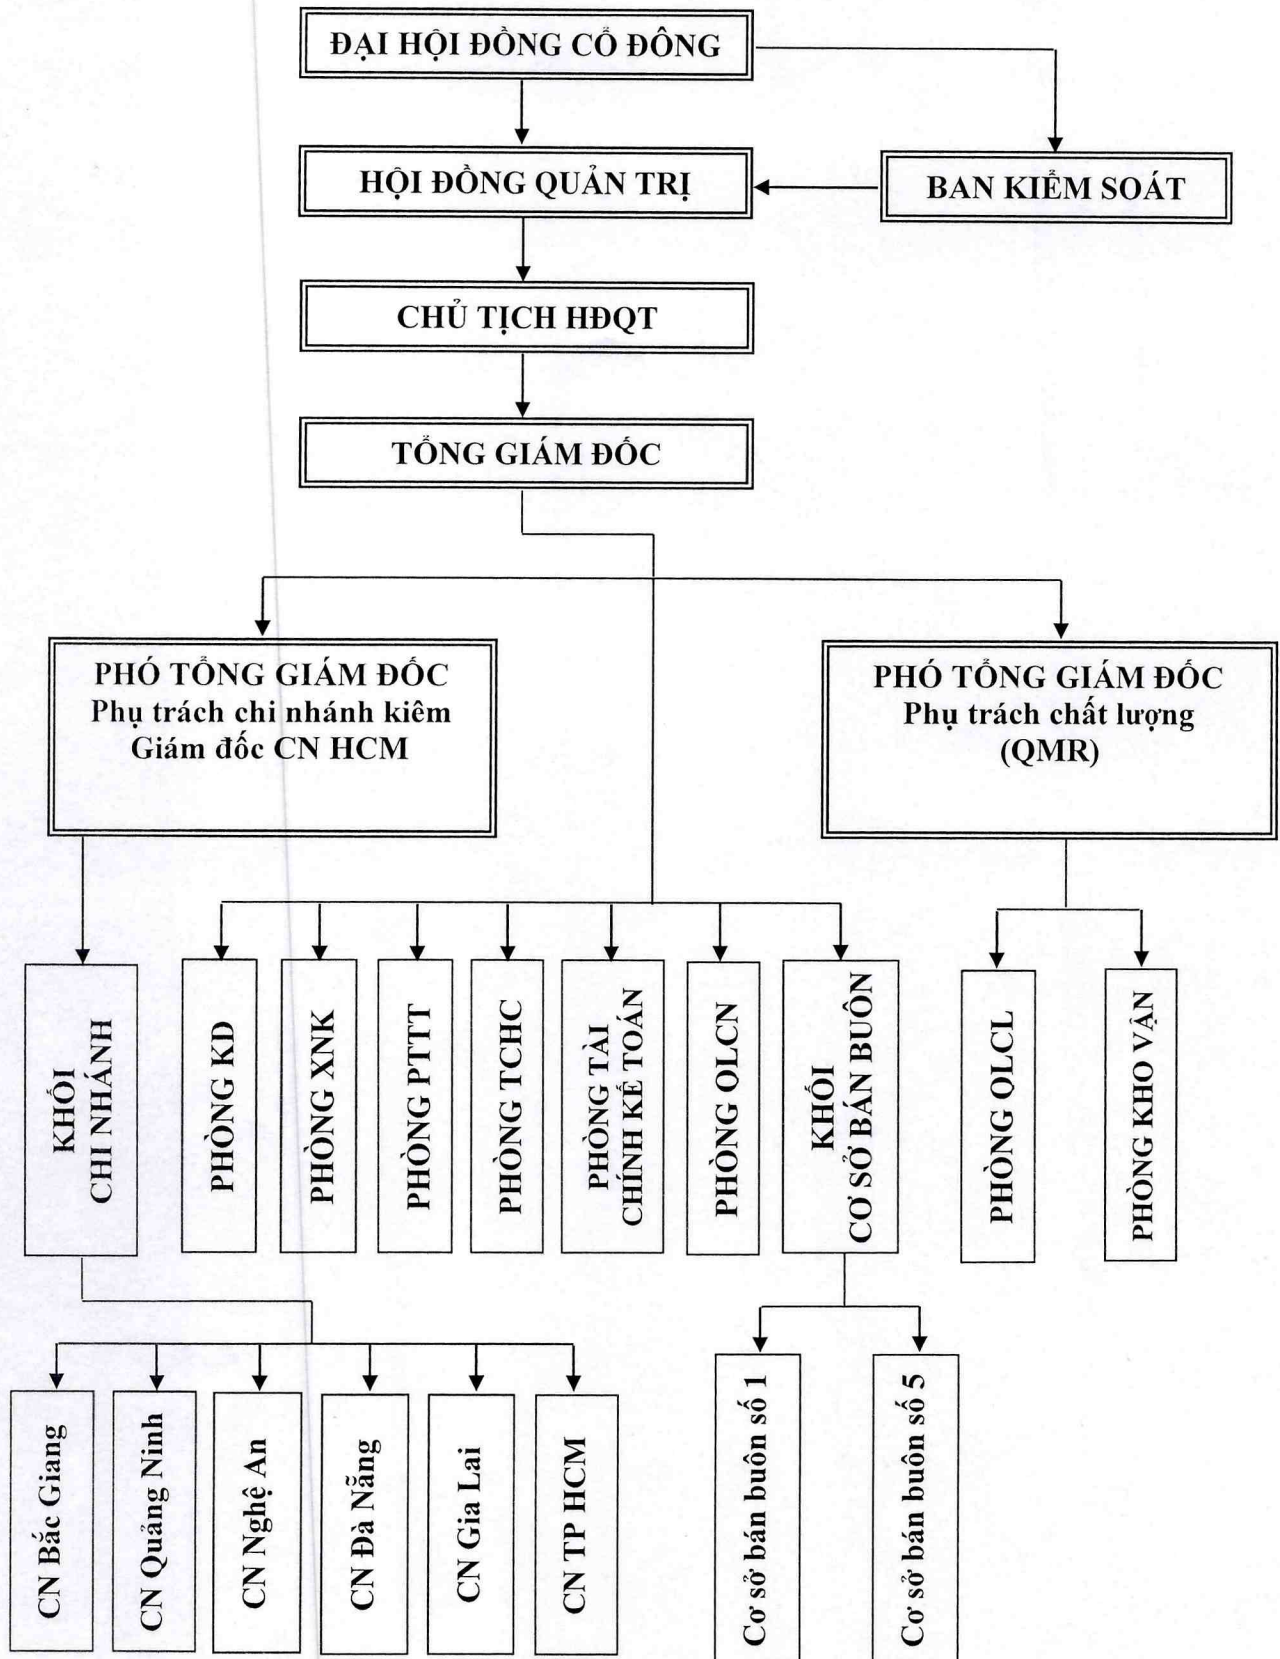 ĐẠI HỘI ĐỒNG CỔ ĐÔNG
HỘI ĐỒNG QUẢN TRỊ
BAN KIỂM SOÁT
CHỦ TỊCH HĐQT
TỔNG GIÁM ĐỐC
PHÓ TỔNG GIÁM ĐỐC
Phụ trách chi nhánh kiêm
Giám đốc CN HCM
PHÓ TỔNG GIÁM ĐỐC
Phụ trách chất lượng
(QMR)
KHỐI
CHI NHÁNH
PHÒNG KD
PHÒNG XNK
PHÒNG PTTT
PHÒNG TCHC
PHÒNG TÀI
CHÍNH KẾ TOÁN
PHÒNG QLCN
KHỐI
CƠ SỞ BÁN BUÔN
PHÒNG QLCL
PHÒNG KHO VẬN
CN Bắc Giang
CN Quảng Ninh
CN Nghệ An
CN Đà Nẵng
CN Gia Lai
CN TP HCM
Cơ sở bán buôn số 1
Cơ sở bán buôn số 5